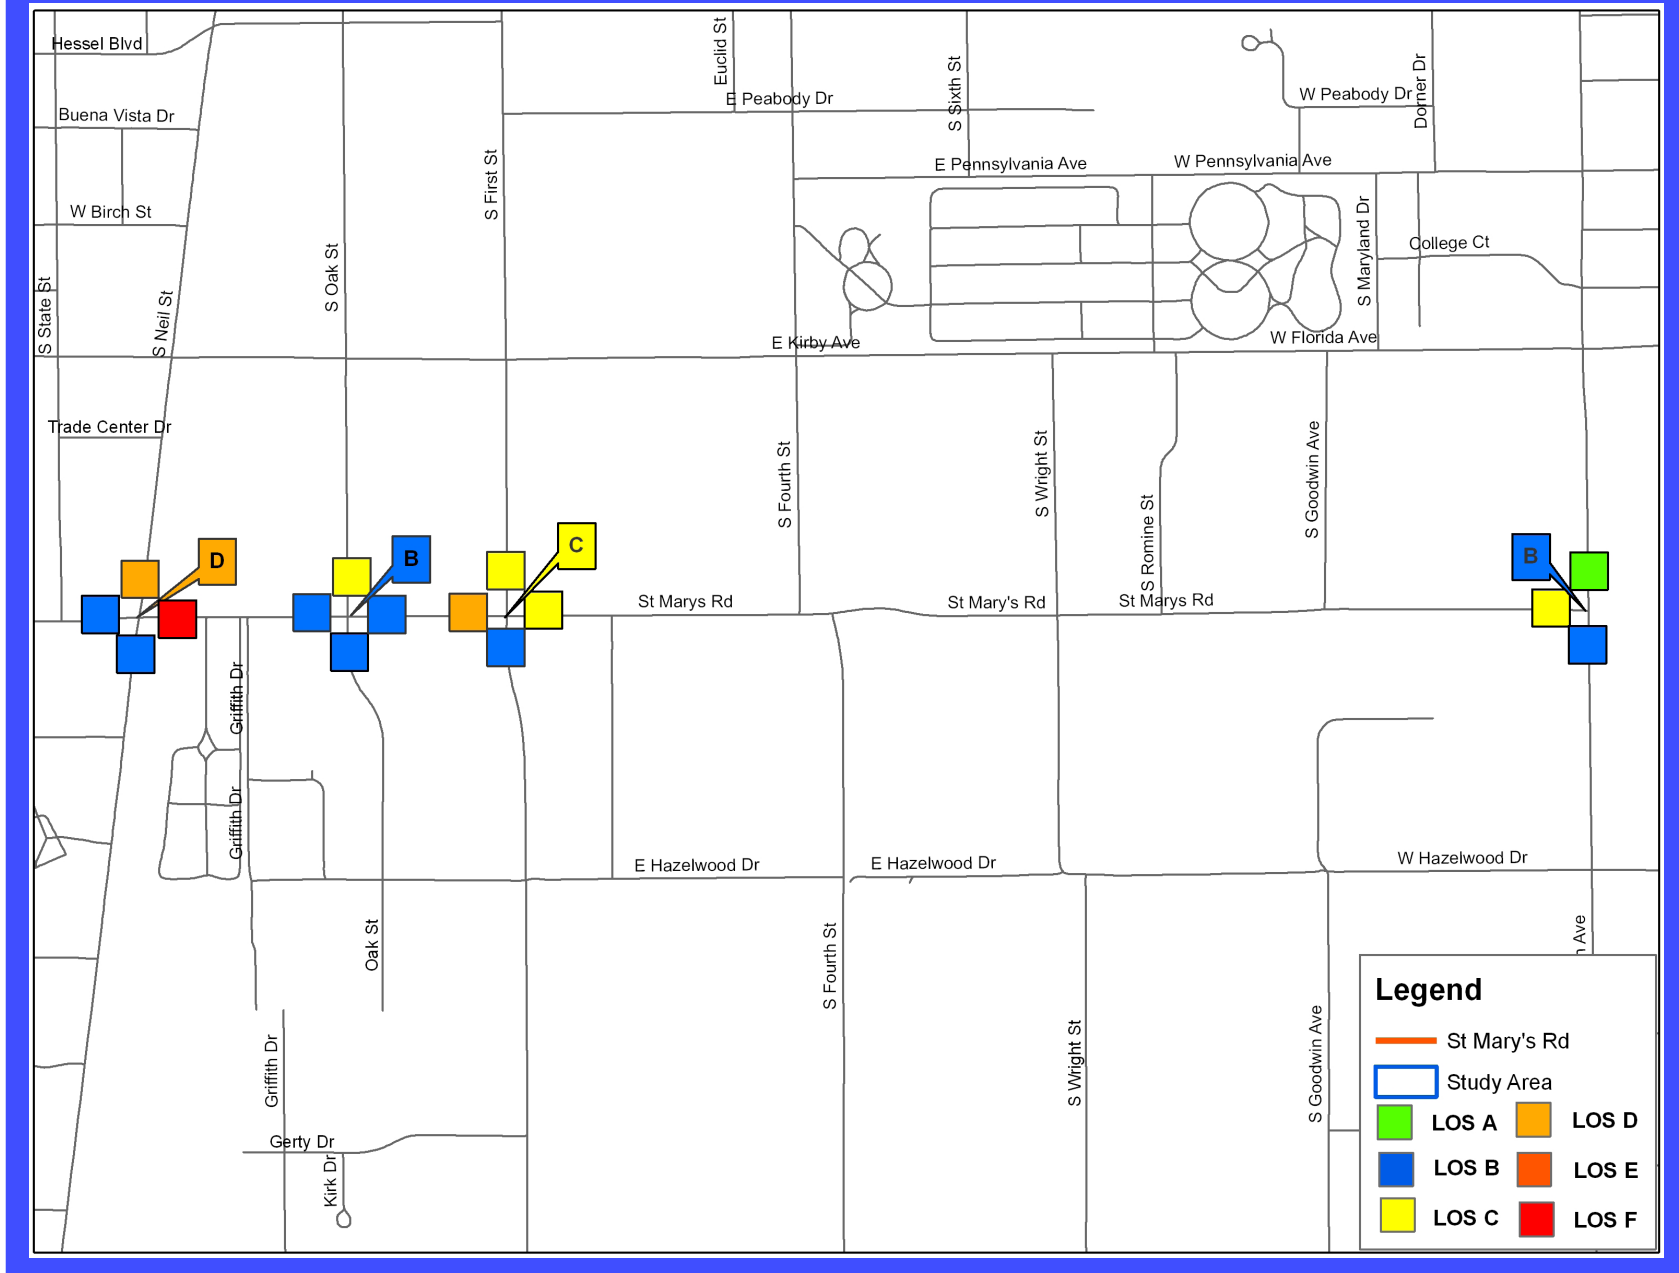 Hessel Blvd
Euclid St
S Sixth St
Dorner Dr
W Peabody Dr
E Peabody Dr
Buena Vista Dr
E Pennsylvania Ave
W Pennsylvania Ave
S First St
W Birch St
S Oak St
S Maryland Dr
College Ct
S State St
S Neil St
E Kirby Ave
W Florida Ave
Trade Center Dr
S Fourth St
S Wright St
S Romine St
S Goodwin Ave
D
B
C
B
St Marys Rd
St Mary's Rd
St Marys Rd
Griffith Dr
Griffith Dr
E Hazelwood Dr
E Hazelwood Dr
W Hazelwood Dr
Oak St
S Fourth St
Ave
Griffith Dr
S Wright St
S Goodwin Ave
Gerty Dr
Kirk Dr
Legend
St Mary's Rd
Study Area
LOS A
LOS D
LOS B
LOS E
LOS C
LOS F